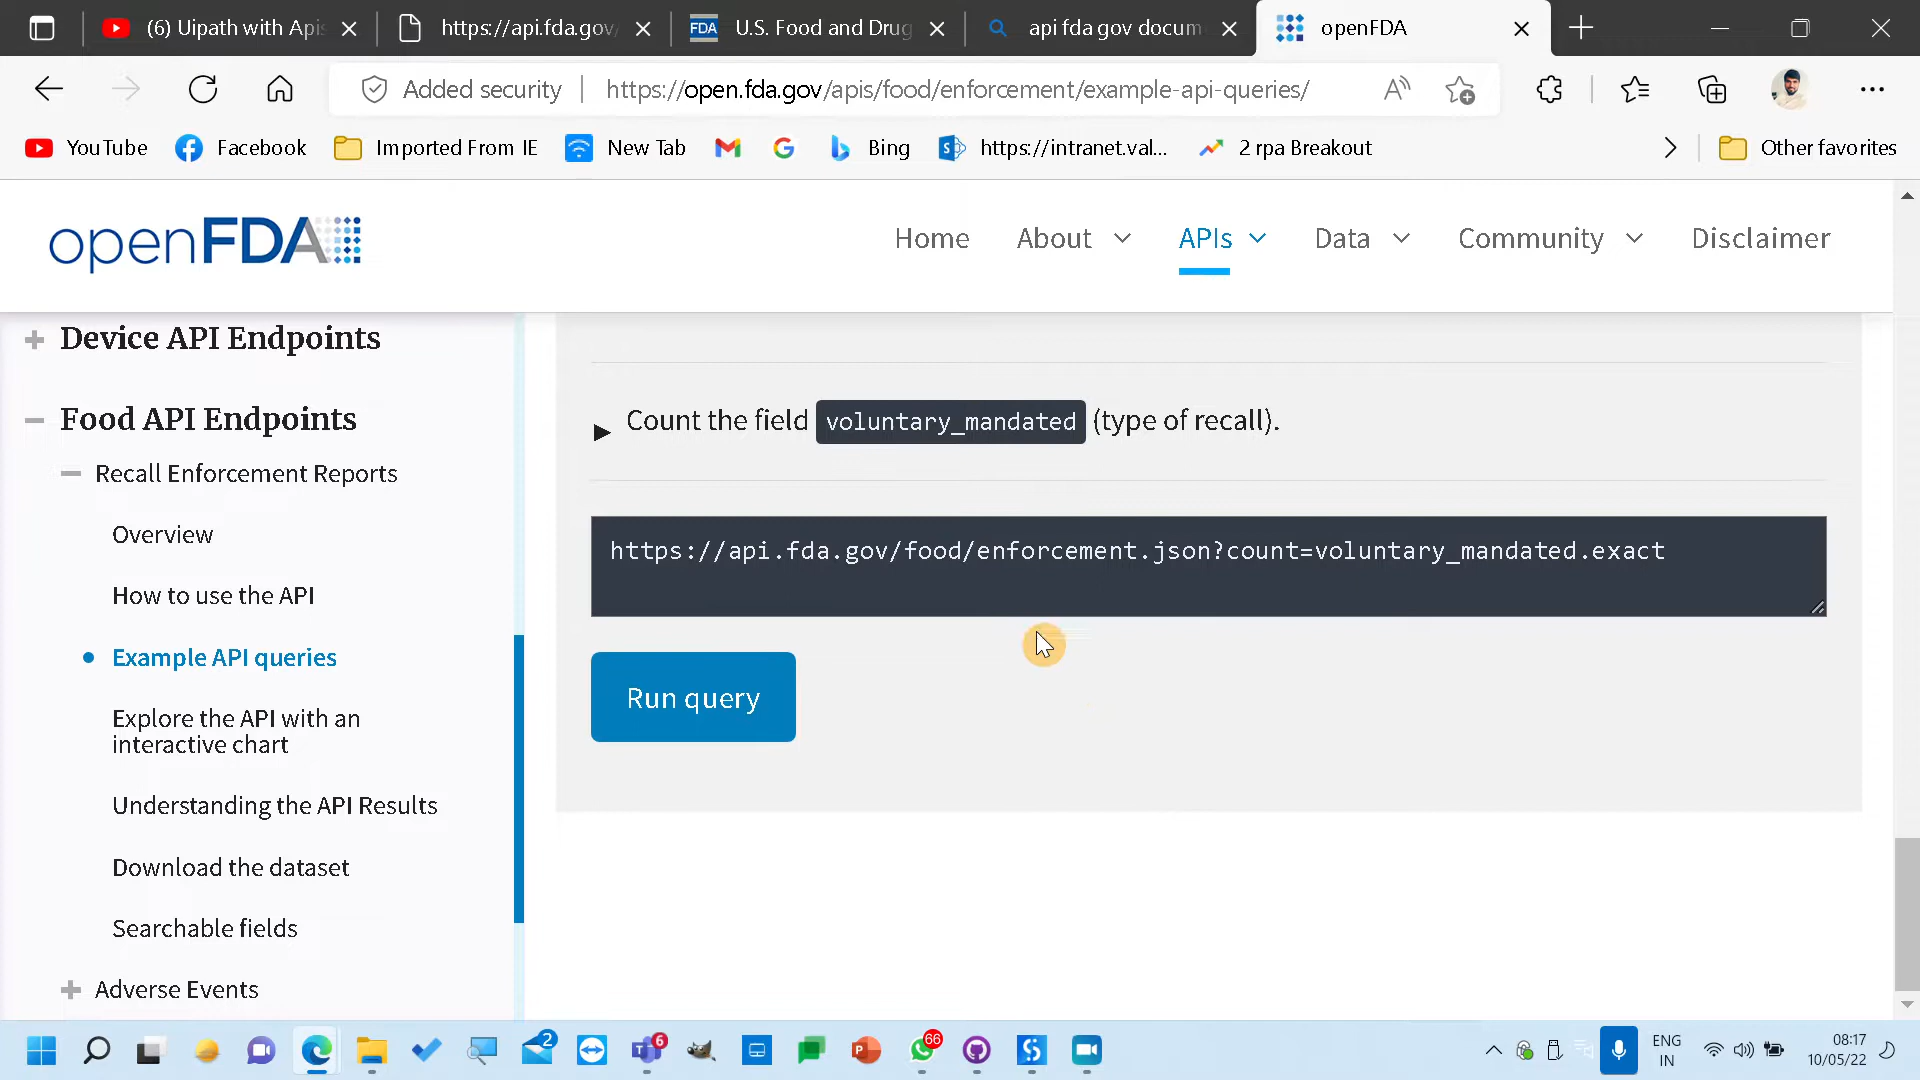 (6) Uipath with Apis
https://api.fda.gov/
FDA
U.S. Food and Drug
api fda gov docum
openFDA
Added security
https://open.fda.gov/apis/food/enforcement/example-api-queries/
YouTube
Facebook
Imported From IE
New Tab
Bing
https://intranet.val...
2 rpa Breakout
Other favorites
openFDA
Home
About
APIs
Data
Community
Disclaimer
Device API Endpoints
Food API Endpoints
Recall Enforcement Reports
Overview
How to use the API
Example API queries
Explore the API with an
interactive chart
Understanding the API Results
Download the dataset
Searchable fields
Adverse Events
Count the field voluntary_mandated (type of recall).
https://api.fda.gov/food/enforcement.json?count=voluntary_mandated.exact
Run query
2
6
66
ENG
IN
08:17
10/05/22